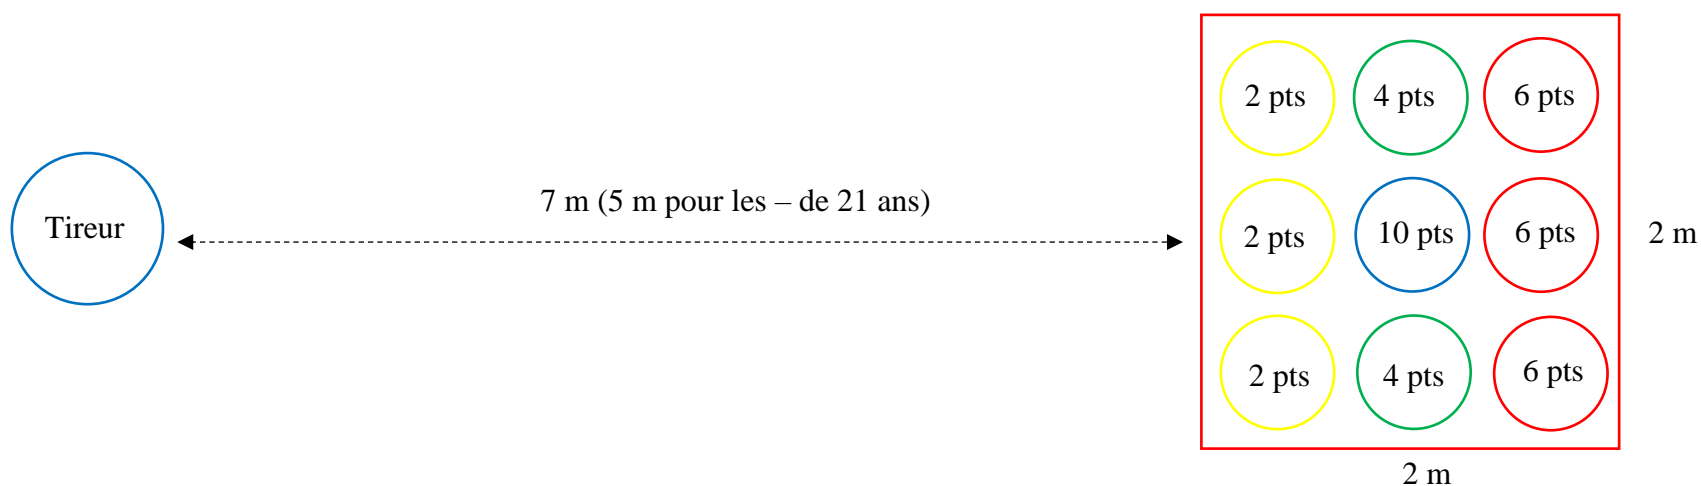 2 pts 4 pts 6 pts
Tireur
7 m (5 m pour les – de 21 ans)
2 pts 10 pts 6 pts
2 m
2 pts 4 pts 6 pts
2 m